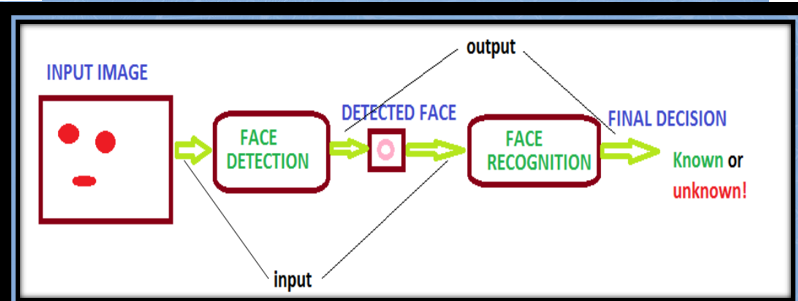 output
INPUT IMAGE
DETECTED FACE
FINAL DECISION
FACE
DETECTION
FACE
RECOGNITION
Known or
unknown!
input